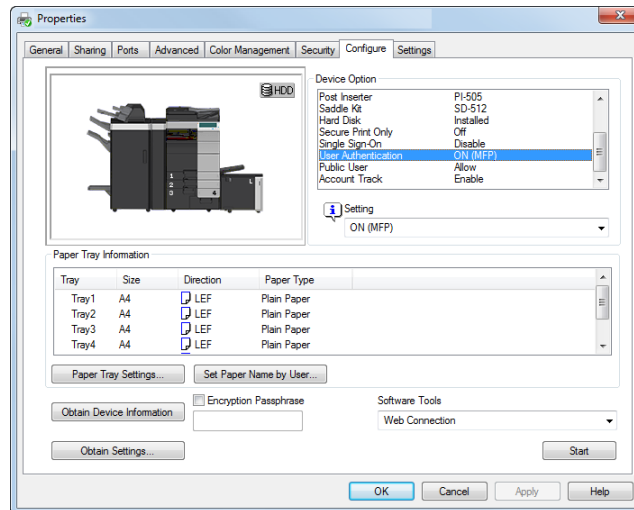 Properties
General Sharing Ports Advanced Color Management Security Configure Settings
HDD
1
2
3 4
L
Device Option
Post Inserter PI-505
Saddle Kit SD-512
Hard Disk Installed
Secure Print Only Off
Single Sign-On Disable
User Authentication ON (MFP)
Public User Allow
Account Track Enable
Setting
ON (MFP)
Paper Tray Information
Tray Size Direction Paper Type
Tray1 A4 LEF Plain Paper
Tray2 A4 LEF Plain Paper
Tray3 A4 LEF Plain Paper
Tray4 A4 LEF Plain Paper
Paper Tray Settings... Set Paper Name by User...
Obtain Device Information
Encryption Passphrase
Software Tools
Web Connection
Obtain Settings...
Start
OK Cancel Apply Help